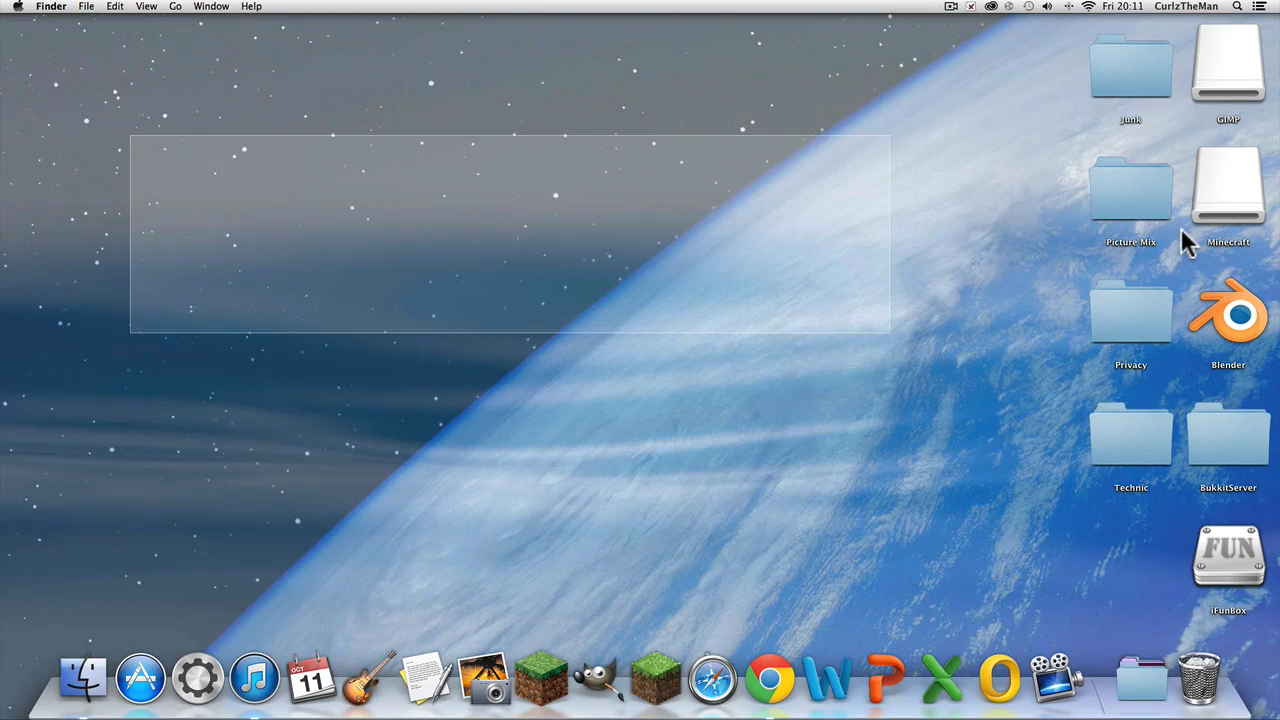 Finder File Edit View Go Window Help Fri 20:11 CurlzTheMan
Junk GIMP
Picture Mix Minecraft
Privacy Blender
Technic BukkitServer
FUN
iFunBox
OCT
11